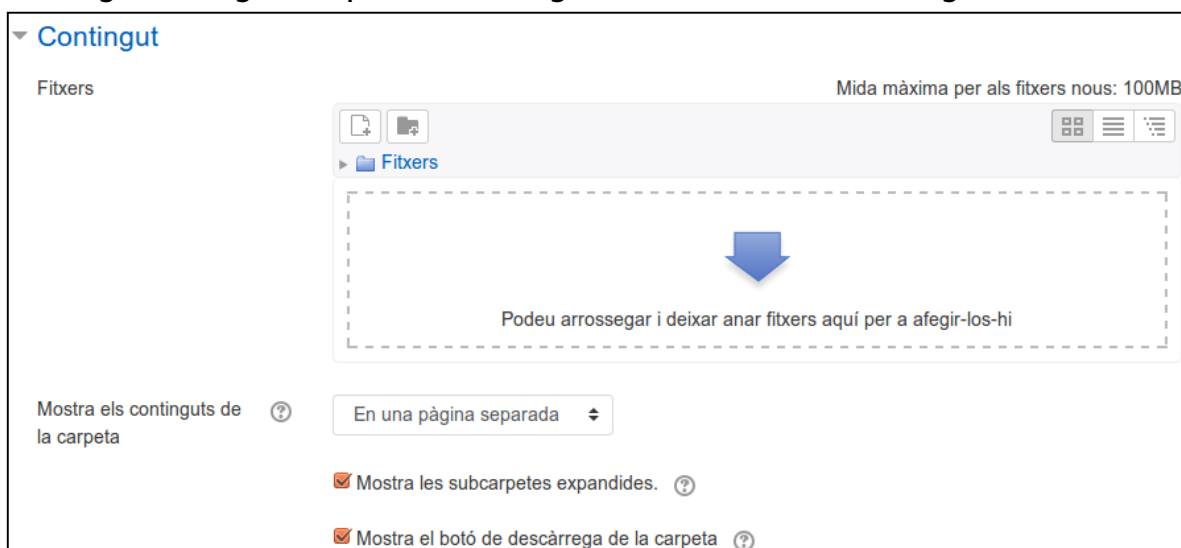 Contingut
Fitxers
Mida màxima per als fitxers nous: 100MB
Fitxers
Podeu arrossegar i deixar anar fitxers aquí per a afegir-los-hi
Mostra els continguts de
la carpeta
En una pàgina separada
Mostra les subcarpetes expandides.
Mostra el botó de descàrrega de la carpeta